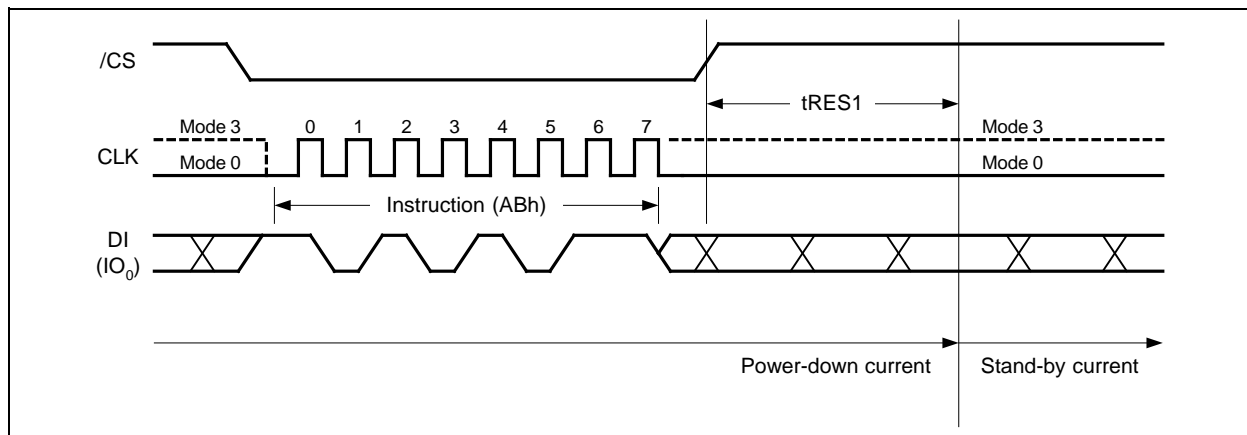 /CS
tRES1
Mode 3
0 1 2 3 4 5 6 7
Mode 3
CLK
Mode 0
Mode 0
Instruction (ABh)
DI
(IO0)
Power-down current
Stand-by current